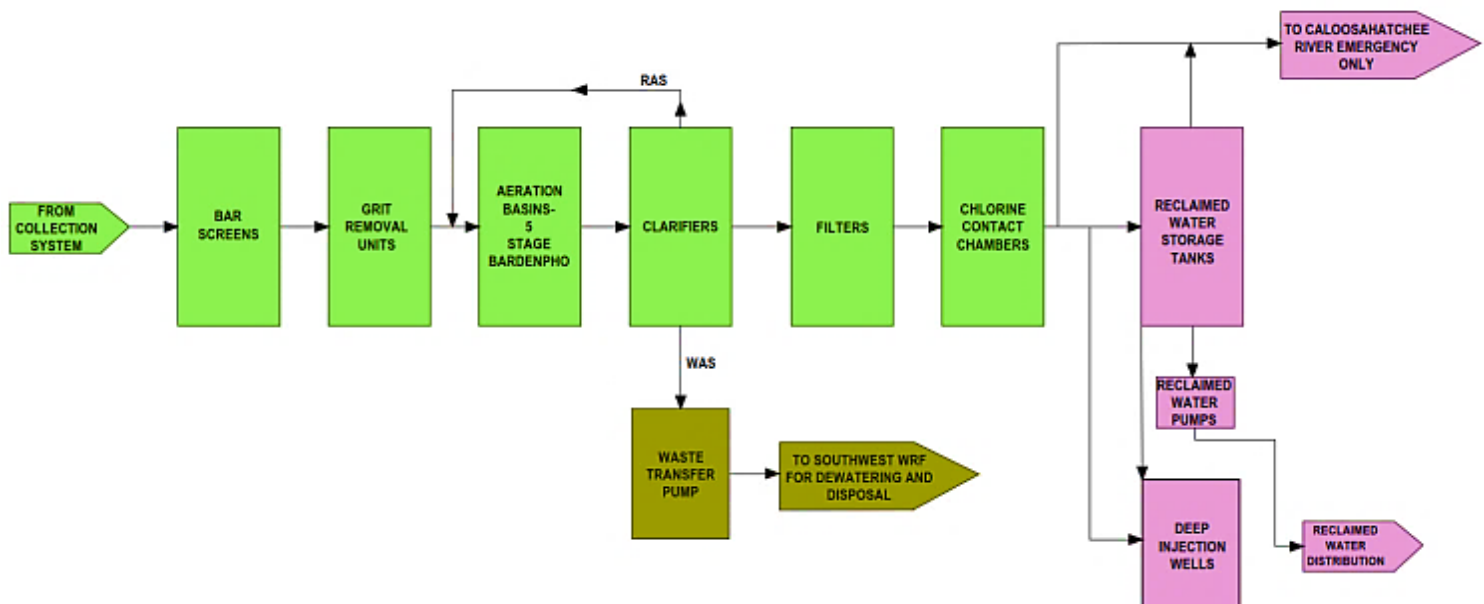 TO CALOOSAHATCHEE
RIVER EMERGENCY
ONLY
RAS
FROM
COLLECTION
SYSTEM
BAR
SCREENS
GRIT
REMOVAL
UNITS
AERATION
BASINS-
5
STAGE
BARDENPHO
CLARIFIERS
FILTERS
CHLORINE
CONTACT
CHAMBERS
RECLAIMED
WATER
STORAGE
TANKS
WAS
RECLAIMED
WATER
PUMPS
WASTE
TRANSFER
PUMP
TO SOUTHWEST WRF
FOR DEWATERING AND
DISPOSAL
DEEP
INJECTION
WELLS
RECLAIMED
WATER
DISTRIBUTION